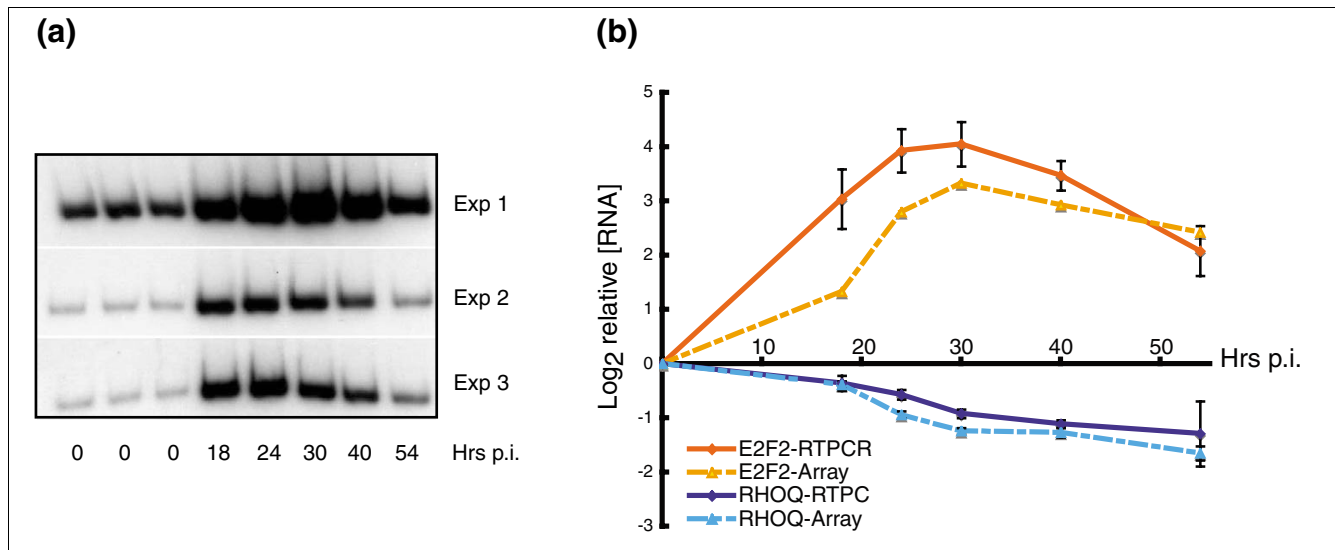 (a)
Exp 1
Exp 2
Exp 3
0 0 0 18 24 30 40 54 Hrs p.i.
(b)
Log2 relative [RNA]
5
4
3
2
1
0
-1
-2
-3
10 20 30 40 50 Hrs p.i.
E2F2-RTPCR
E2F2-Array
RHOQ-RTPC
RHOQ-Array